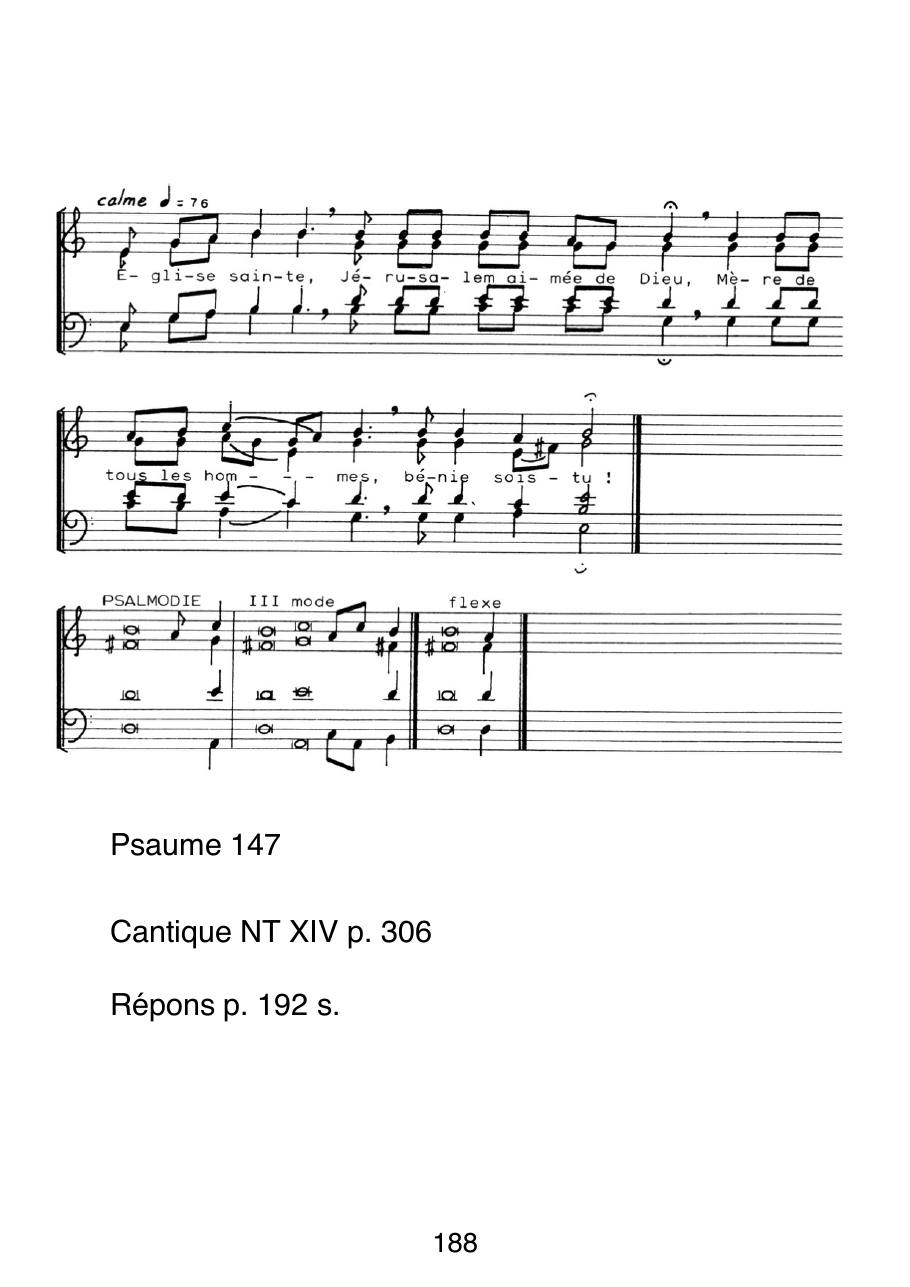 calme ♩ = 76
É- gli-se sain-te, Jé- ru-sa- lem ai- mée de Dieu, Mè- re de
tous les hom - - - mes, bé-nie sois - tu !
PSALMODIE III mode flexe
Psaume 147
Cantique NT XIV p. 306
Répons p. 192 s.
188